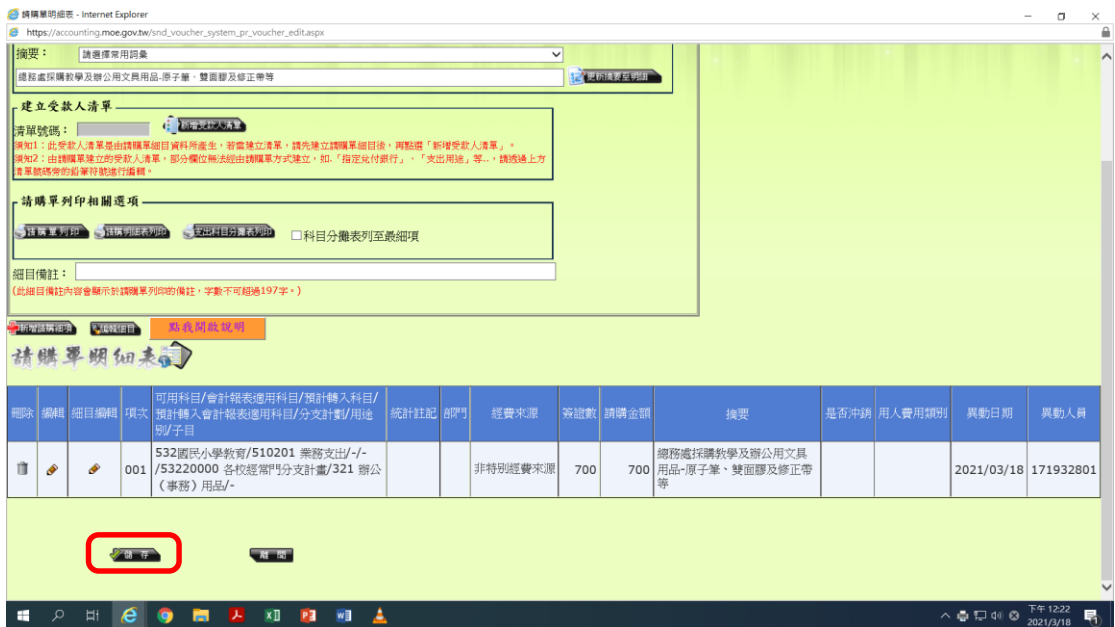 請購單明細表 - Internet Explorer
https://accounting.moe.gov.tw/snd_voucher_system_pr_voucher_edit.aspx
摘要： 請選擇常用詞彙
總務處採購教學及辦公用文具用品-原子筆、雙面膠及修正帶等 更新摘要至明細
建立受款人清單
清單號碼： 新增受款人清單
須知1：此受款人清單是由請購單細目資料所產生，若需建立清單，請先建立請購單細目後，再點選「新增受款人清單」。
須知2：由請購單建立的受款人清單，部分欄位無法經由請購單方式建立，如.「指定兌付銀行」、「支出用途」等..，請透過上方
清單號碼旁的鉛筆符號進行編輯。
請購單列印相關選項
請購單列印 請購明細表列印 支出科目分攤表列印 科目分攤表列至最細項
細目備註：
(此細目備註內容會顯示於請購單列印的備註，字數不可超過197字。)
新增請購細項 編輯細目 點我開啟說明
請購單明細表
刪除 編輯 細目編輯 項次 可用科目/會計報表適用科目/預計轉入科目/ 統計註記 部門 經費來源 簽證數 請購金額 摘要 是否沖銷 用人費用類別 異動日期 異動人員
預計轉入會計報表適用科目/分支計劃/用途
別/子目
001 532國民小學教育/510201 業務支出/-/- 非特別經費來源 700 700 總務處採購教學及辦公用文具 2021/03/18 171932801
/53220000 各校經常門分支計畫/321 辦公 用品-原子筆、雙面膠及修正帶
（事務）用品/- 等
儲 存 離 開
下午 12:22
2021/3/18